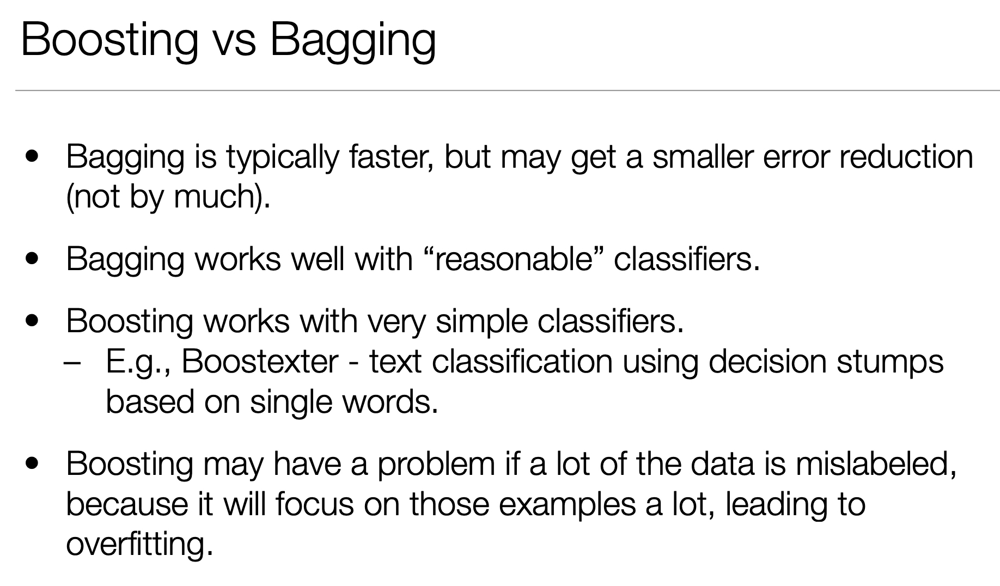 Boosting vs Bagging
• Bagging is typically faster, but may get a smaller error reduction
(not by much).
• Bagging works well with “reasonable” classifiers.
• Boosting works with very simple classifiers.
– E.g., Boostexter - text classification using decision stumps
based on single words.
• Boosting may have a problem if a lot of the data is mislabeled,
because it will focus on those examples a lot, leading to
overfitting.